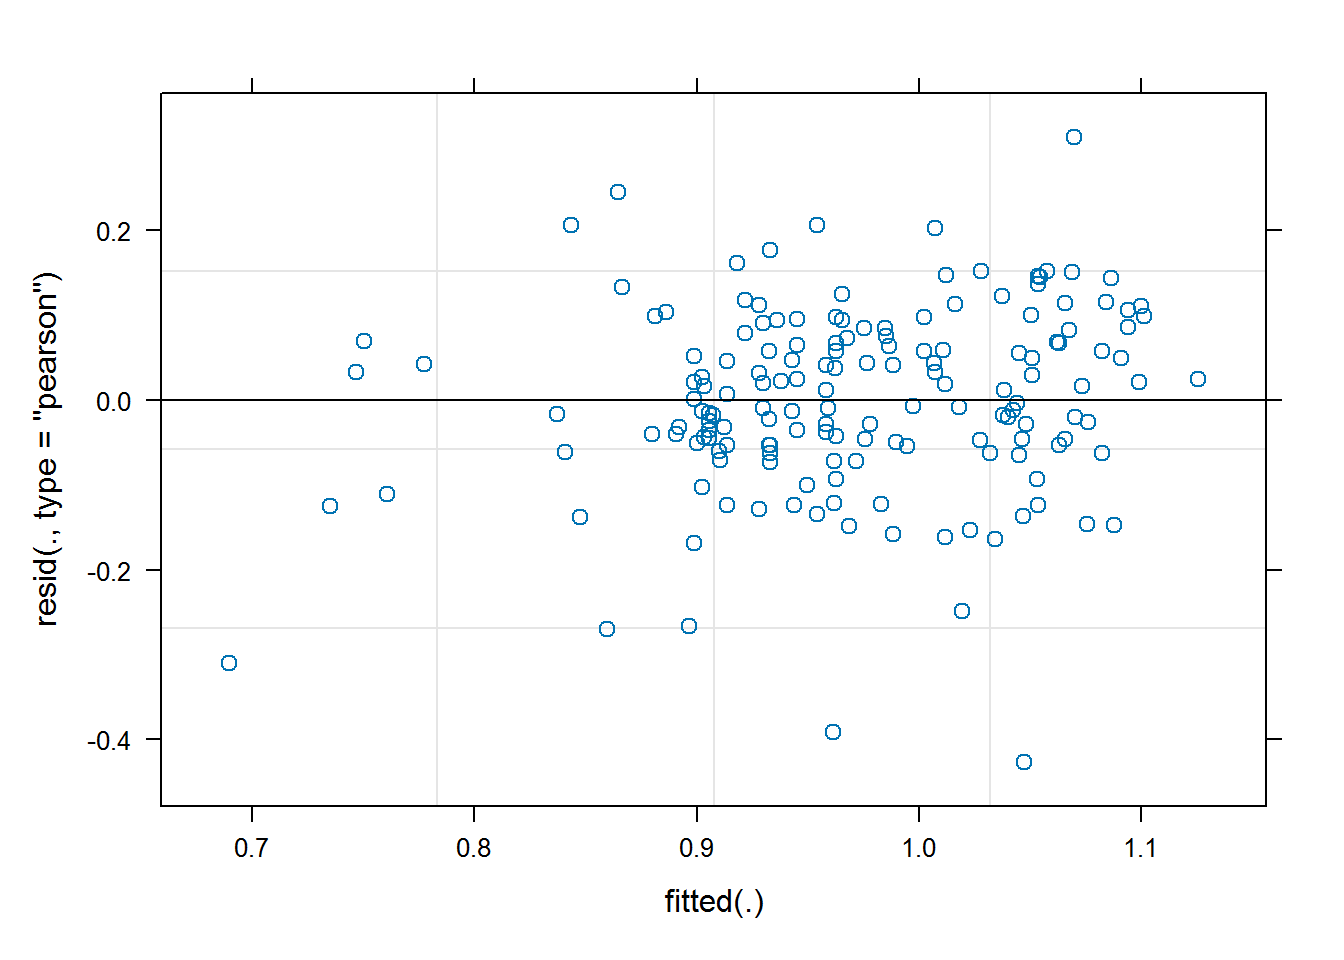 resid(., type = "pearson")
0.2
0.0
-0.2
-0.4
0.7 0.8 0.9 1.0 1.1
fitted(.)